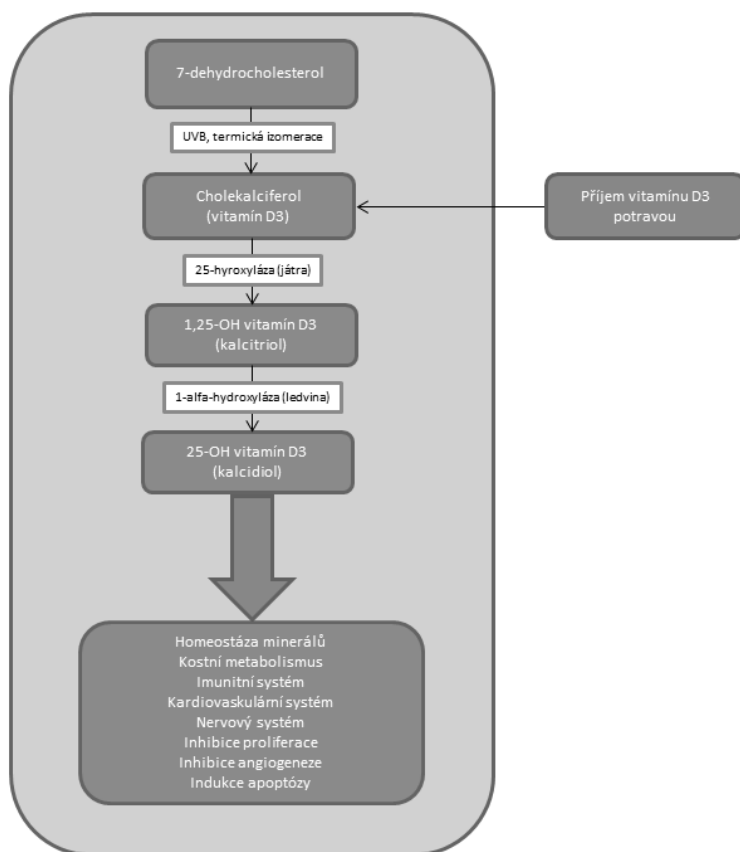 7-dehydrocholesterol
UVB, termická izomerace
Cholekalciferol
(vitamín D3)
Příjem vitamínu D3
potravou
25-hyroxyláza (játra)
1,25-OH vitamín D3
(kalcitriol)
1-alfa-hydroxyláza (ledvina)
25-OH vitamín D3
(kalcidiol)
Homeostáza minerálů
Kostní metabolismus
Imunitní systém
Kardiovaskulární systém
Nervový systém
Inhibice proliferace
Inhibice angiogeneze
Indukce apoptózy